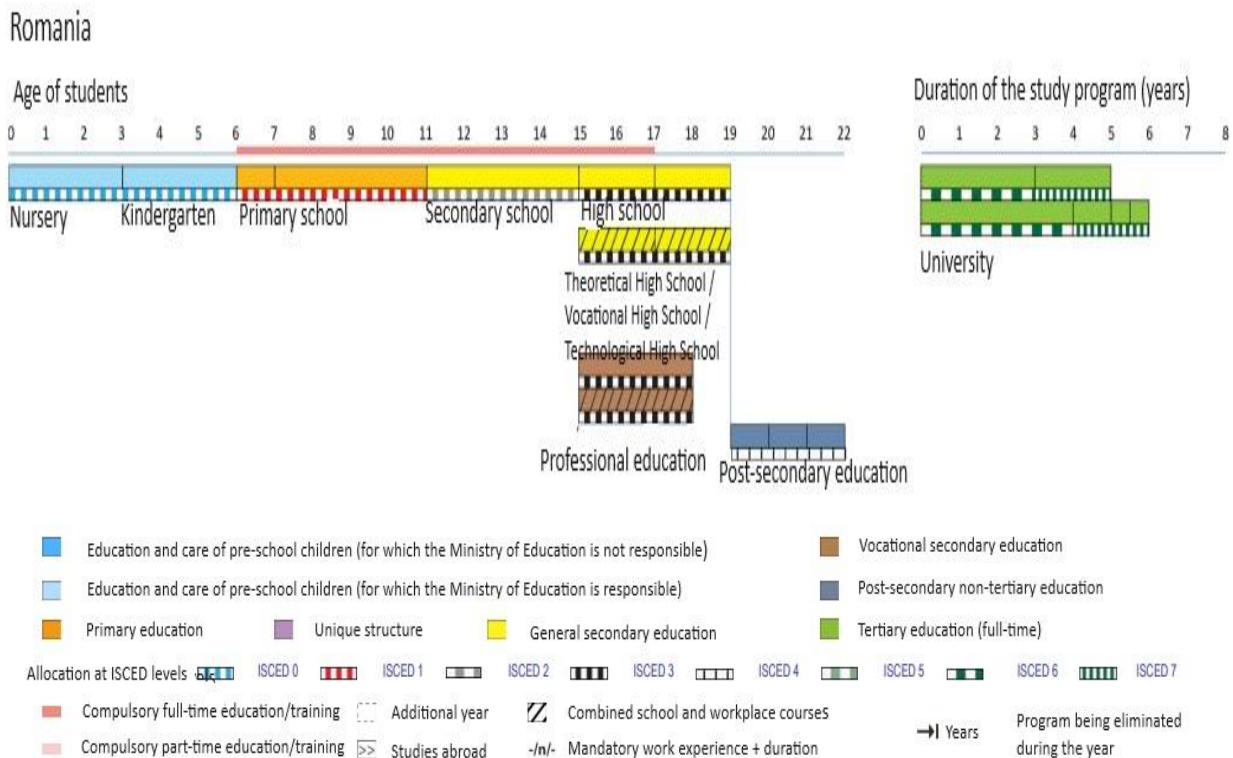 Romania
Age of students
Duration of the study program (years)
0 1 2 3 4 5 6 7 8 9 10 11 12 13 14 15 16 17 18 19 20 21 22
0 1 2 3 4 5 6 7 8
Nursery
Kindergarten
Primary school
Secondary school
High school
University
Theoretical High School /
Vocational High School /
Technological High School
Professional education
Post-secondary education
Education and care of pre-school children (for which the Ministry of Education is not responsible)
Vocational secondary education
Education and care of pre-school children (for which the Ministry of Education is responsible)
Post-secondary non-tertiary education
Primary education
Unique structure
General secondary education
Tertiary education (full-time)
Allocation at ISCED levels
ISCED 0
ISCED 1
ISCED 2
ISCED 3
ISCED 4
ISCED 5
ISCED 6
ISCED 7
Compulsory full-time education/training
Additional year
Combined school and workplace courses
Years
Program being eliminated
during the year
Compulsory part-time education/training
>> Studies abroad
-/n/- Mandatory work experience + duration